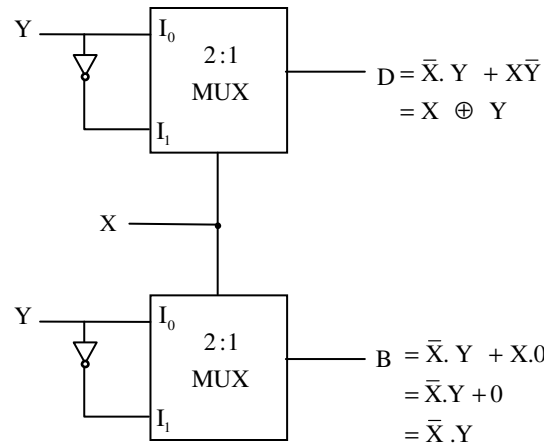 Y
I₀
2:1
MUX
I₁
D = X̄. Y + XȲ
= X ⊕ Y
X
Y
I₀
2:1
MUX
I₁
B = X̄. Y + X.0
= X̄.Y + 0
= X̄ .Y